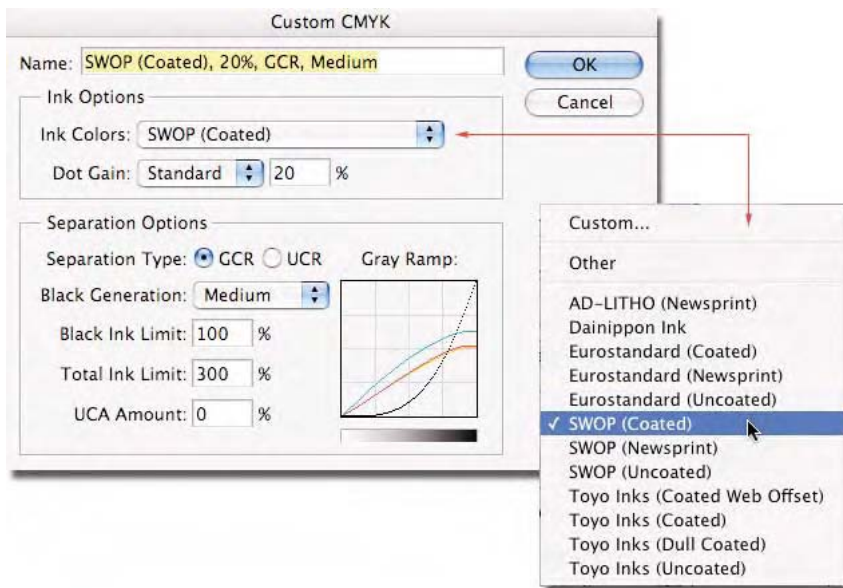 Custom CMYK
Name: SWOP (Coated), 20%, GCR, Medium
OK
Cancel
Ink Options
Ink Colors: SWOP (Coated)
Dot Gain: Standard 20 %
Separation Options
Separation Type: GCR UCR Gray Ramp:
Black Generation: Medium
Black Ink Limit: 100 %
Total Ink Limit: 300 %
UCA Amount: 0 %
Custom...
Other
AD-LITHO (Newsprint)
Dainippon Ink
Eurostandard (Coated)
Eurostandard (Newsprint)
Eurostandard (Uncoated)
✓ SWOP (Coated)
SWOP (Newsprint)
SWOP (Uncoated)
Toyo Inks (Coated Web Offset)
Toyo Inks (Coated)
Toyo Inks (Dull Coated)
Toyo Inks (Uncoated)